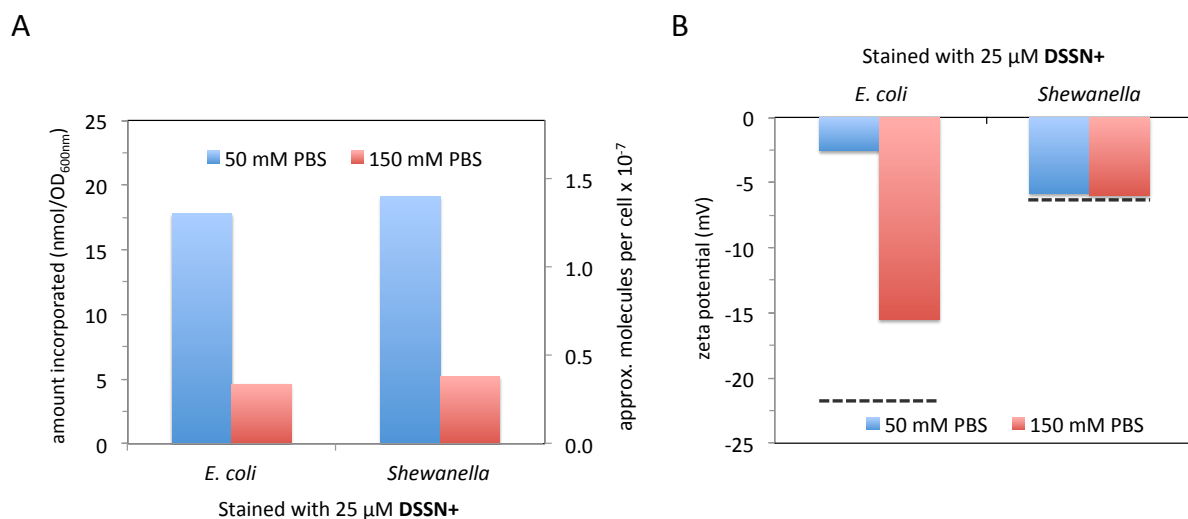 A
25
20
15
10
5
0
amount incorporated (nmol/OD600nm)
50 mM PBS
150 mM PBS
1.5
1.0
0.5
0.0
approx. molecules per cell x 10-7
E. coli
Shewanella
Stained with 25 μM DSSN+
B
Stained with 25 μM DSSN+
E. coli
Shewanella
0
-5
-10
-15
-20
-25
zeta potential (mV)
50 mM PBS
150 mM PBS